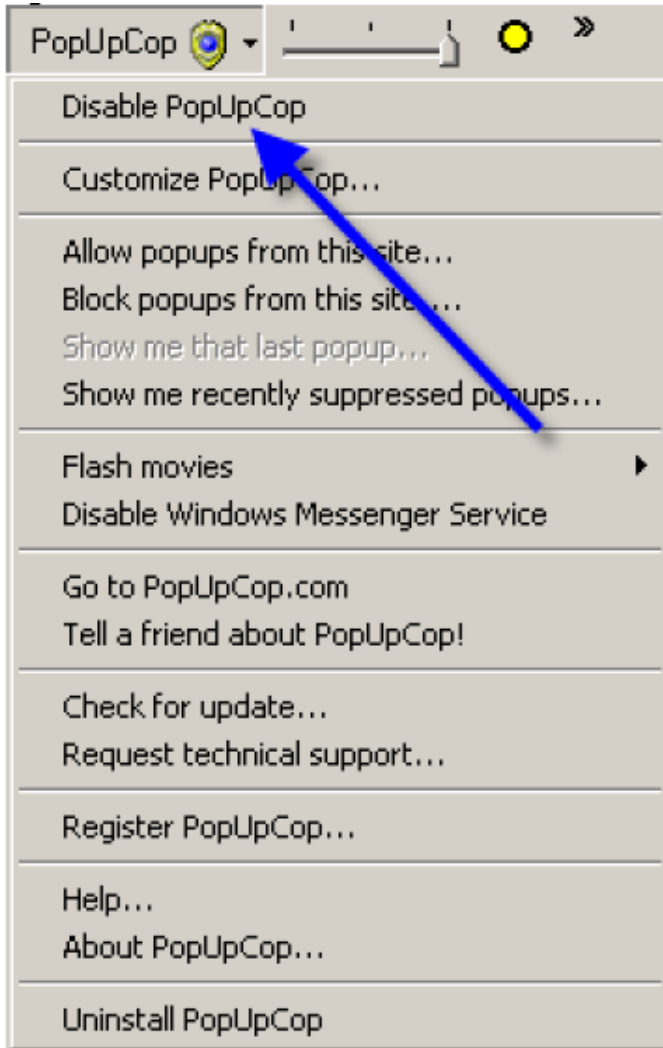 PopUpCop »
Disable PopUpCop
Customize PopUpCop...
Allow popups from this site...
Block popups from this site...
Show me that last popup...
Show me recently suppressed popups...
Flash movies
Disable Windows Messenger Service
Go to PopUpCop.com
Tell a friend about PopUpCop!
Check for update...
Request technical support...
Register PopUpCop...
Help...
About PopUpCop...
Uninstall PopUpCop